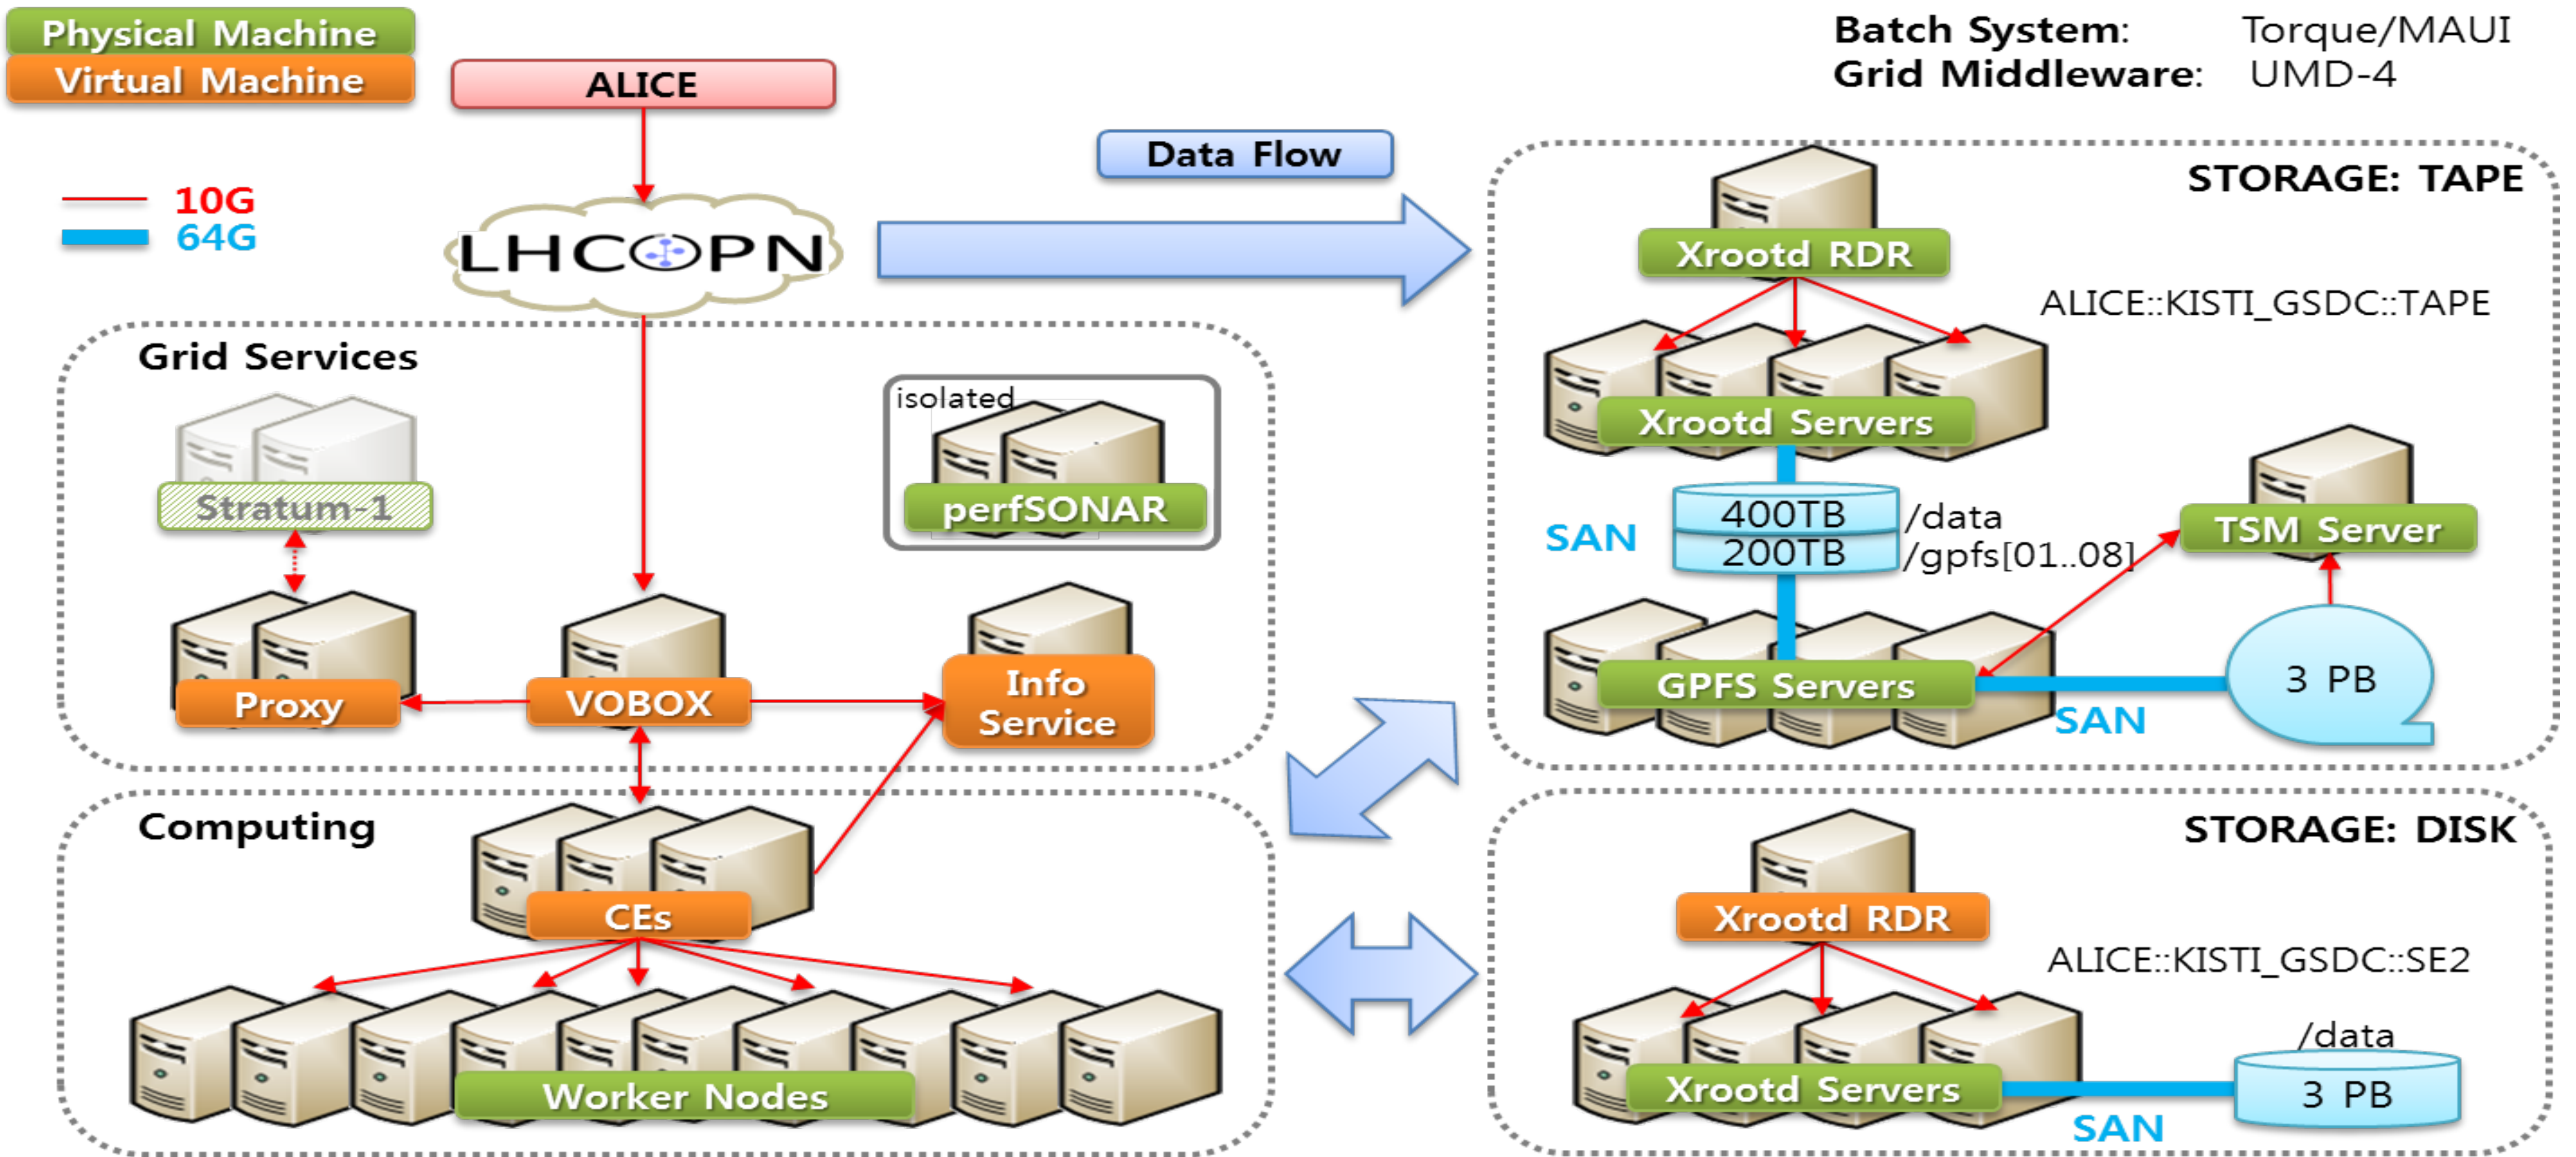 Physical Machine
Virtual Machine
ALICE
Batch System: Torque/MAUI
Grid Middleware: UMD-4
10G
64G
LHCOPN
Data Flow
STORAGE: TAPE
Xrootd RDR
ALICE::KISTI_GSDC::TAPE
Xrootd Servers
400TB /data
200TB /gpfs[01..08]
SAN
TSM Server
GPFS Servers
SAN
3 PB
Grid Services
Stratum-1
isolated
perfSONAR
Proxy
VOBOX
Info
Service
Computing
CEs
Worker Nodes
STORAGE: DISK
Xrootd RDR
ALICE::KISTI_GSDC::SE2
Xrootd Servers
/data
3 PB
SAN